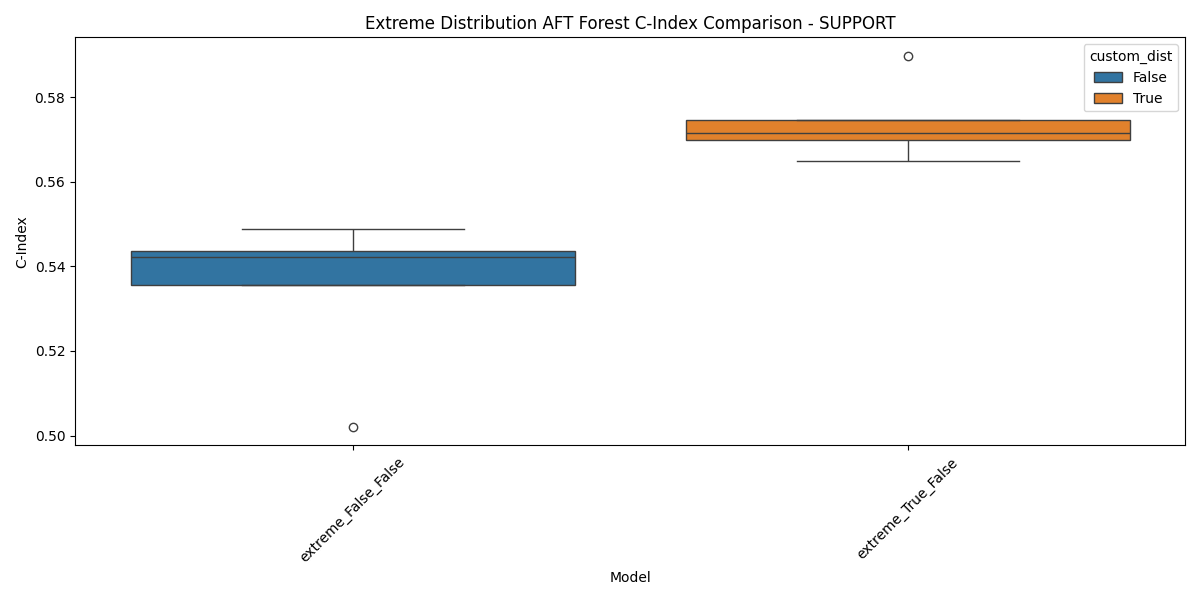 Extreme Distribution AFT Forest C-Index Comparison - SUPPORT
custom_dist
False
True
C-Index
0.58
0.56
0.54
0.52
0.50
extreme_False_False
extreme_True_False
Model